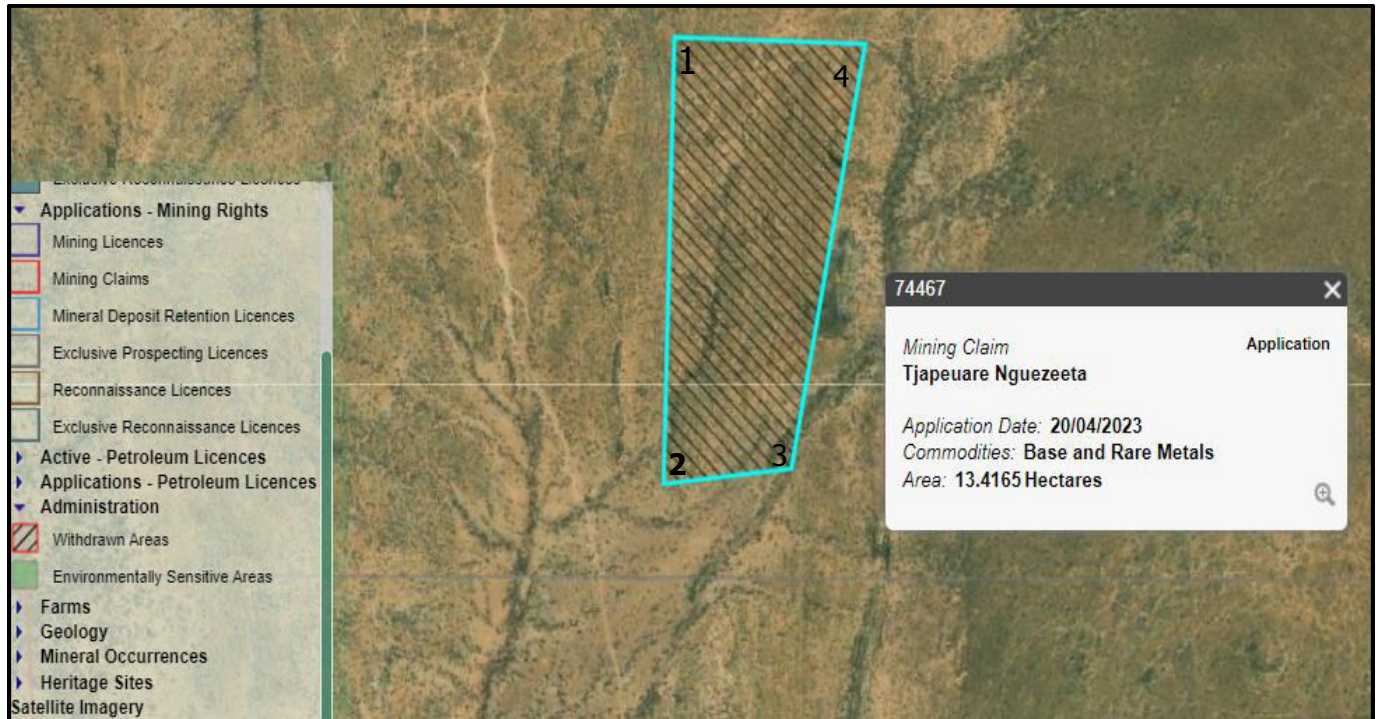 1
4
2
3
Exclusive Reconnaissance Licences
Applications - Mining Rights
Mining Licences
Mining Claims
Mineral Deposit Retention Licences
Exclusive Prospecting Licences
Reconnaissance Licences
Exclusive Reconnaissance Licences
Active - Petroleum Licences
Applications - Petroleum Licences
Administration
Withdrawn Areas
Environmentally Sensitive Areas
Farms
Geology
Mineral Occurrences
Heritage Sites
Satellite Imagery
74467
Mining Claim Application
Tjapeuare Nguezeeta
Application Date: 20/04/2023
Commodities: Base and Rare Metals
Area: 13.4165 Hectares